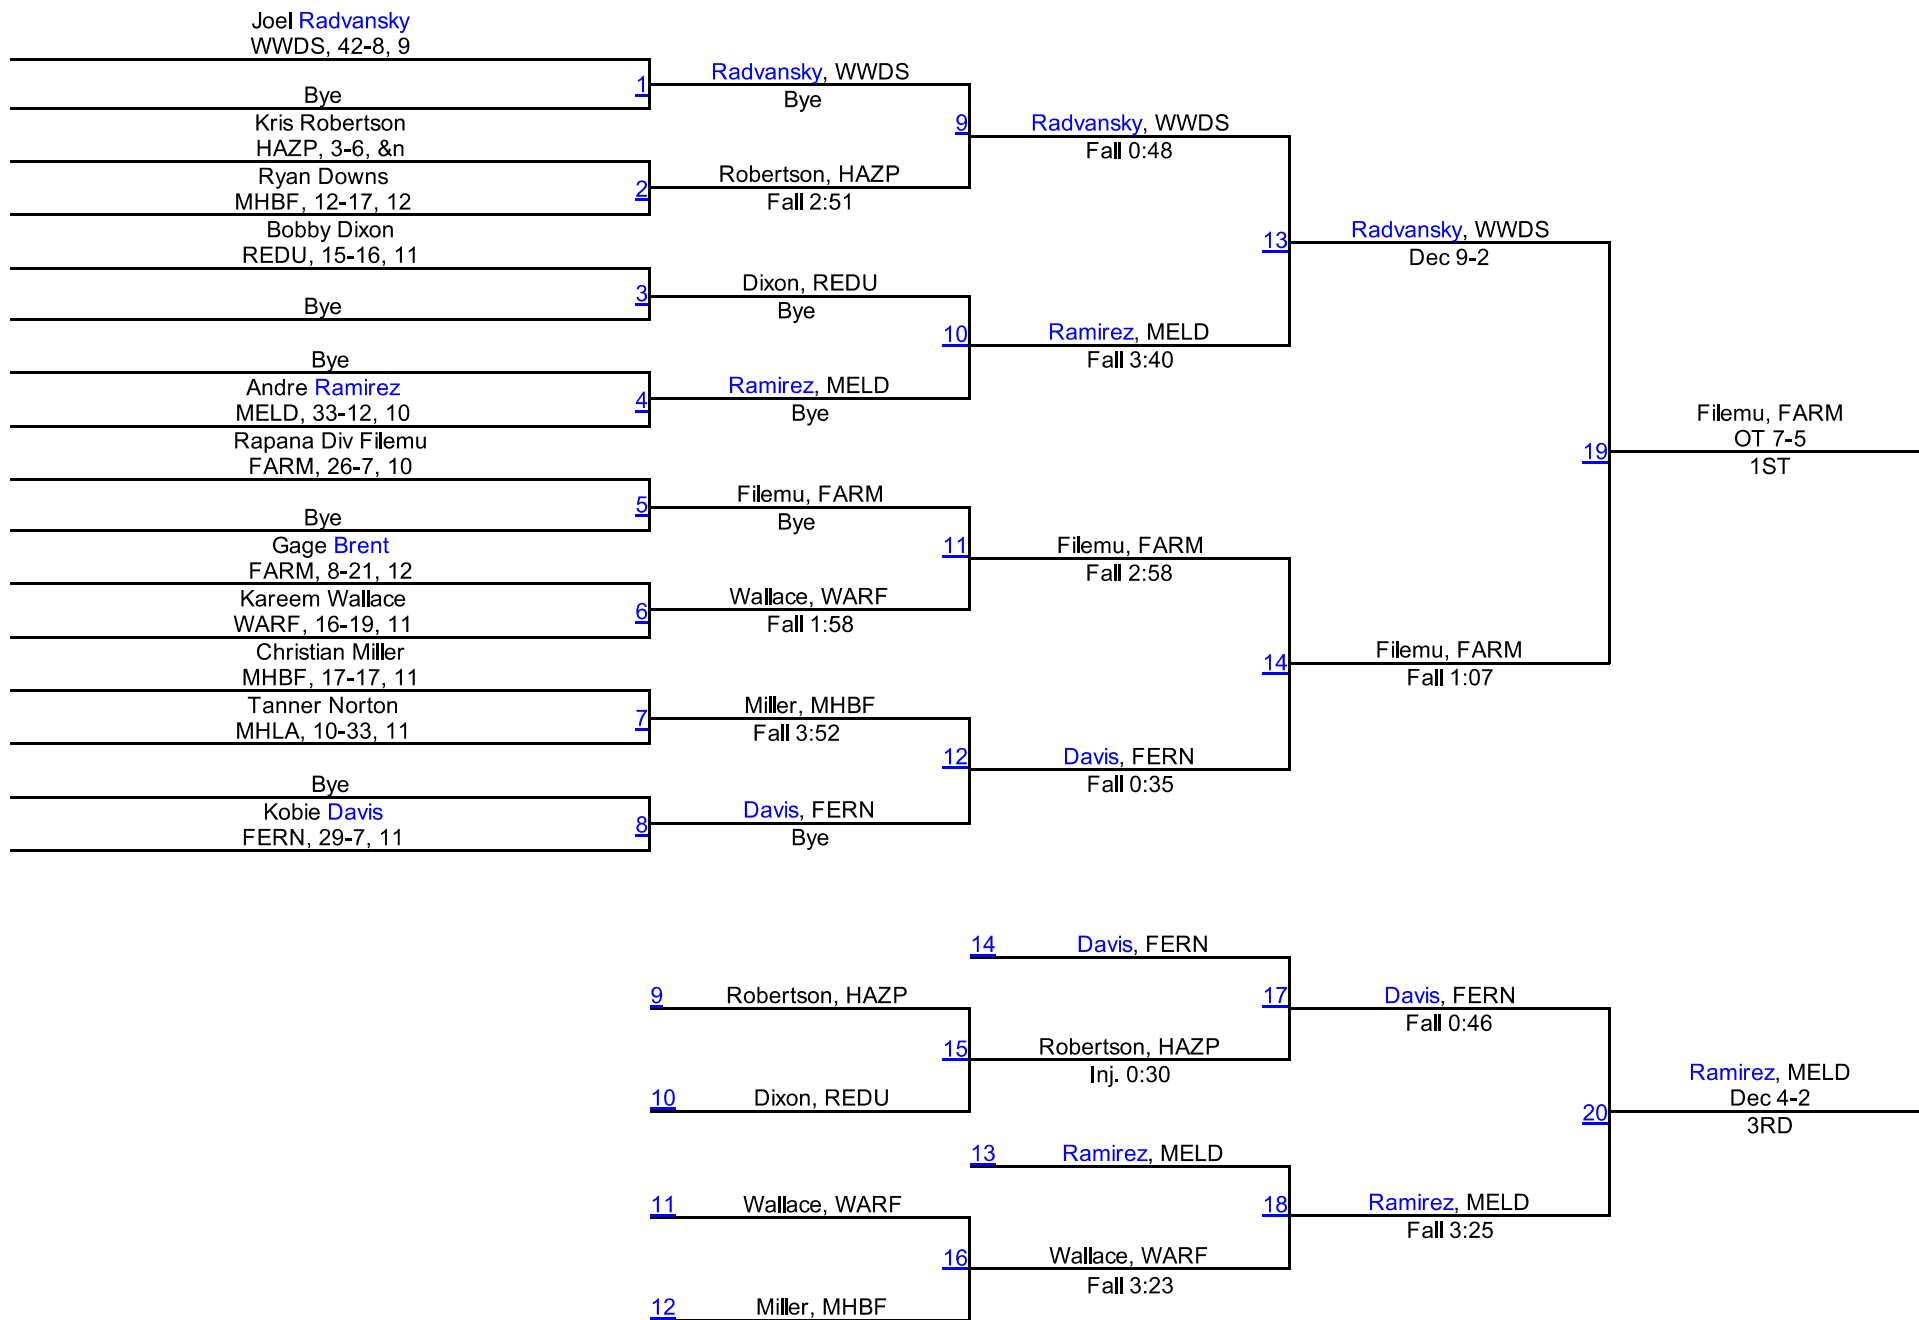 Joel Radvansky
WWDS, 42-8, 9
Bye
1
Kris Robertson
HAZP, 3-6, &n
Ryan Downs
MHBF, 12-17, 12
2
Bobby Dixon
REDU, 15-16, 11
Bye
3
Bye
Andre Ramirez
MELD, 33-12, 10
4
Rapana Div Filemu
FARM, 26-7, 10
Bye
5
Gage Brent
FARM, 8-21, 12
Kareem Wallace
WARF, 16-19, 11
6
Christian Miller
MHBF, 17-17, 11
Tanner Norton
MHLA, 10-33, 11
7
Bye
Kobie Davis
FERN, 29-7, 11
8
Radvansky, WWDS
Bye
9
Robertson, HAZP
Fall 2:51
Dixon, REDU
Bye
10
Ramirez, MELD
Bye
Filemu, FARM
Bye
11
Wallace, WARF
Fall 1:58
Miller, MHBF
Fall 3:52
12
Davis, FERN
Bye
Radvansky, WWDS
Fall 0:48
13
Ramirez, MELD
Fall 3:40
Filemu, FARM
Fall 2:58
14
Davis, FERN
Fall 0:35
Radvansky, WWDS
Dec 9-2
19
Filemu, FARM
Fall 1:07
Filemu, FARM
OT 7-5
1ST
14 Davis, FERN
9 Robertson, HAZP
17
15
Robertson, HAZP
Inj. 0:30
10 Dixon, REDU
Davis, FERN
Fall 0:46
13 Ramirez, MELD
11 Wallace, WARF
18
16
Wallace, WARF
Fall 3:23
12 Miller, MHBF
Ramirez, MELD
Fall 3:25
20
Ramirez, MELD
Dec 4-2
3RD